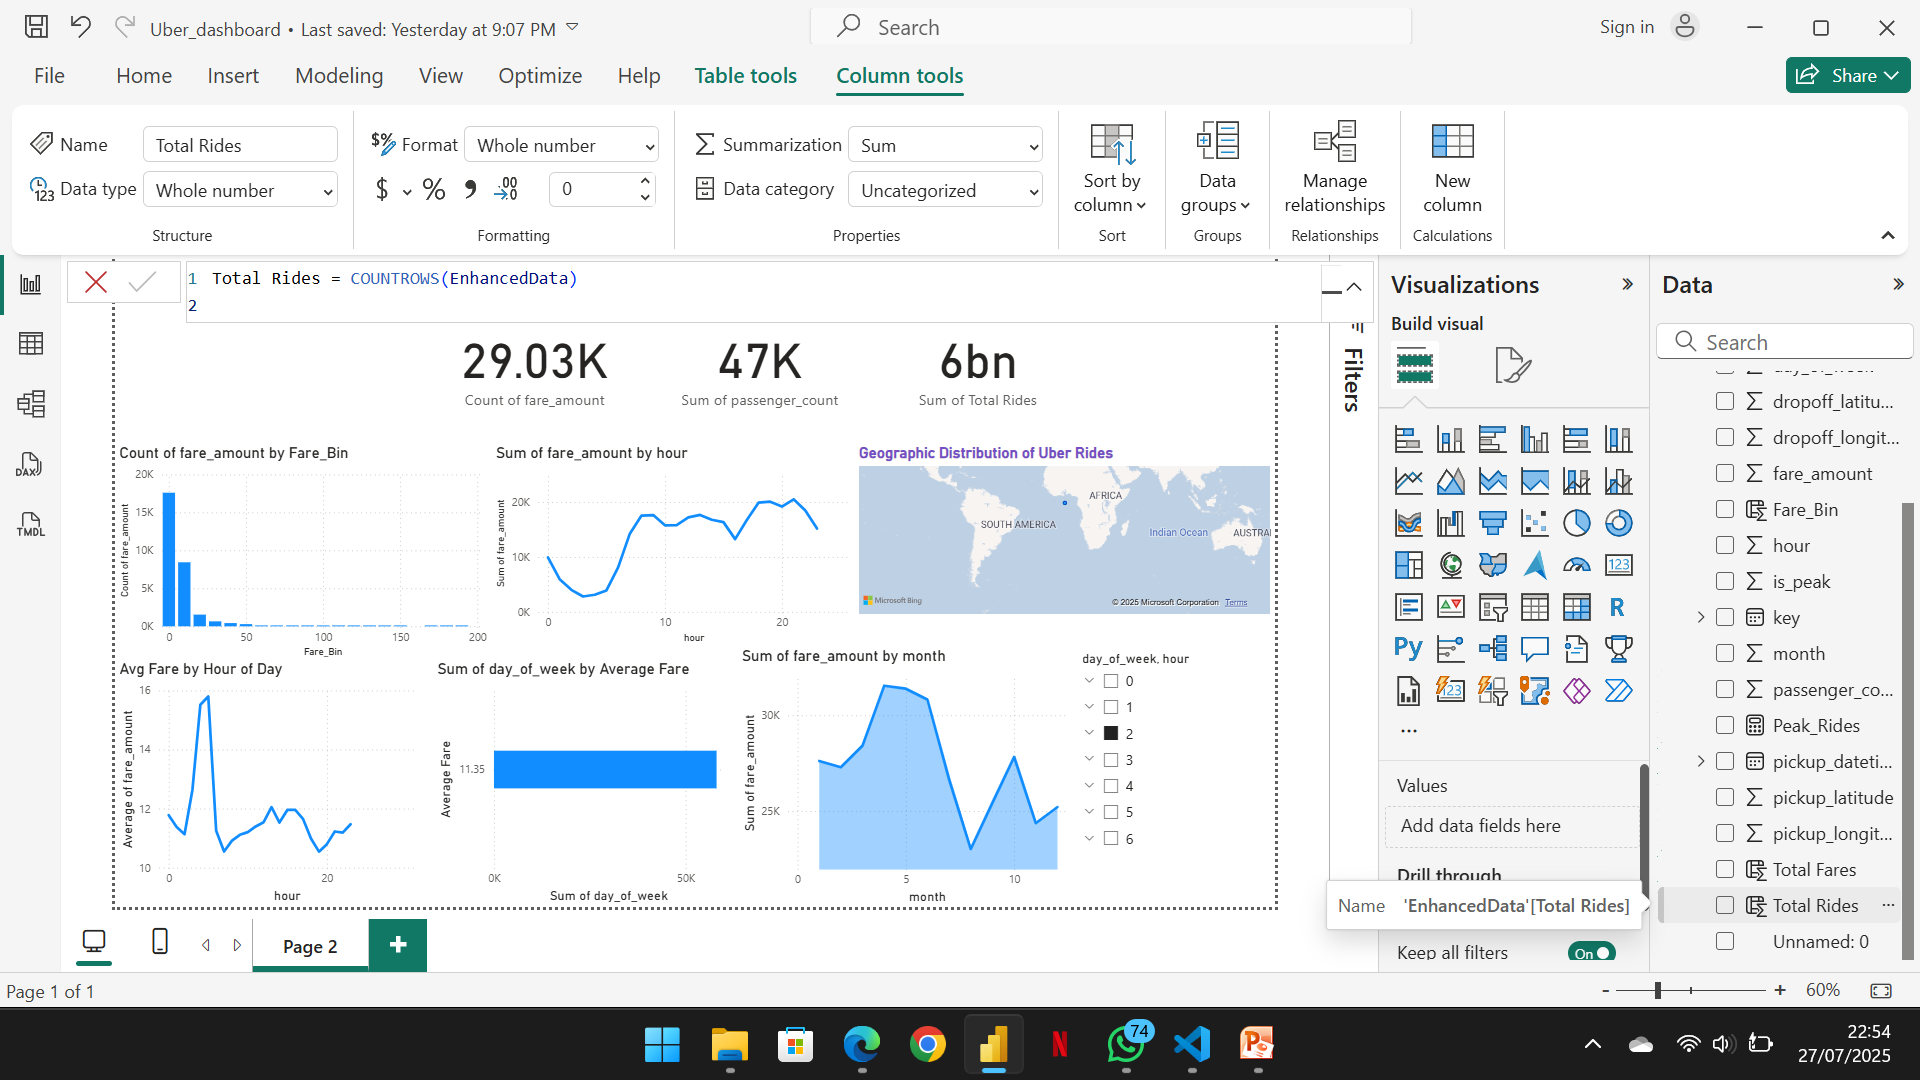 Uber_dashboard • Last saved: Yesterday at 9:07 PM
Search
Sign in
File Home Insert Modeling View Optimize Help Table tools Column tools
Share
Name Total Rides
Data type Whole number
Structure
Format Whole number
$ % 0
Formatting
Summarization Sum
Data category Uncategorized
Properties
Sort by
column
Sort
Data
groups
Groups
Manage
relationships
Relationships
New
column
Calculations
1 Total Rides = COUNTROWS(EnhancedData)
2
DAX
TMDL
29.03K
Count of fare_amount
47K
Sum of passenger_count
6bn
Sum of Total Rides
Count of fare_amount by Fare_Bin
Count of fare_amount
20K
15K
10K
5K
0K
0 50 100 150 200
Fare_Bin
Sum of fare_amount by hour
Sum of fare_amount
20K
10K
0K
0 10 20
hour
Geographic Distribution of Uber Rides
AFRICA
SOUTH AMERICA
Indian Ocean
AUSTRA
Microsoft Bing
© 2025 Microsoft Corporation Terms
Avg Fare by Hour of Day
Average of fare_amount
16
14
12
10
0 20
hour
Sum of day_of_week by Average Fare
Average Fare
11.35
0K 50K
Sum of day_of_week
Sum of fare_amount by month
Sum of fare_amount
30K
25K
0 5 10
month
day_of_week, hour
0
1
2
3
4
5
6
Filters
Visualizations
Build visual
123
R
Py
123
...
Values
Add data fields here
Drill through
Name 'EnhancedData'[Total Rides]
Keep all filters On
Data
Search
day_of_week
dropoff_latitu...
dropoff_longit...
fare_amount
Fare_Bin
hour
is_peak
key
month
passenger_co...
Peak_Rides
pickup_dateti...
pickup_latitude
pickup_longit...
Total Fares
Total Rides ...
Unnamed: 0
Page 2 +
Page 1 of 1
- + 60%
N
74
22:54
27/07/2025